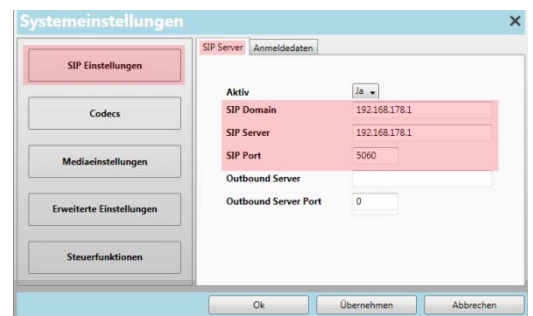 Systemeinstellungen
SIP Einstellungen
Codecs
Mediaeinstellungen
Erweiterte Einstellungen
Steuerfunktionen
SIP Server Anmeldedaten
Aktiv Ja
SIP Domain 192.168.178.1
SIP Server 192.168.178.1
SIP Port 5060
Outbound Server
Outbound Server Port 0
Ok Übernehmen Abbrechen